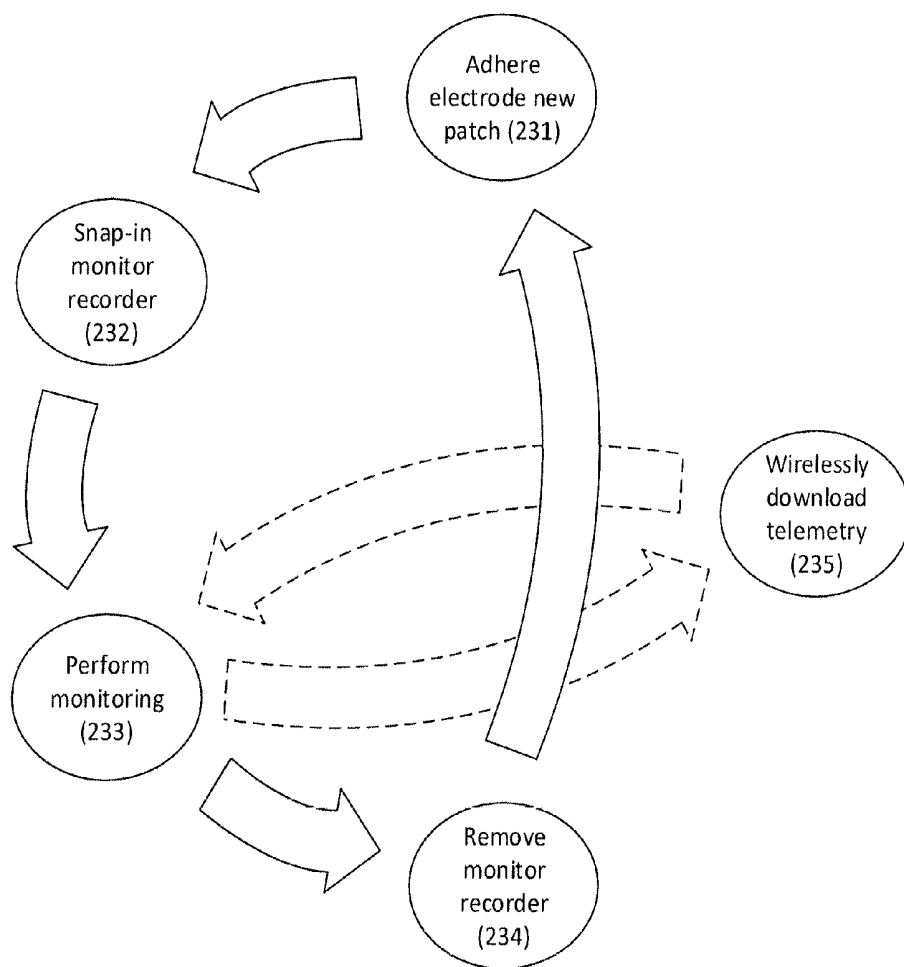 Adhere
electrode new
patch (231)
Snap-in
monitor
recorder
(232)
Wirelessly
download
telemetry
(235)
Perform
monitoring
(233)
Remove
monitor
recorder
(234)